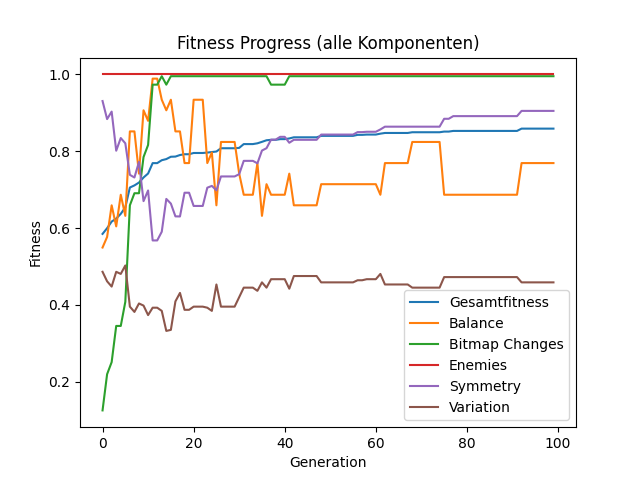 Fitness Progress (alle Komponenten)
Fitness
1.0
0.8
0.6
0.4
0.2
0 20 40 60 80 100
Generation
Gesamtfitness
Balance
Bitmap Changes
Enemies
Symmetry
Variation